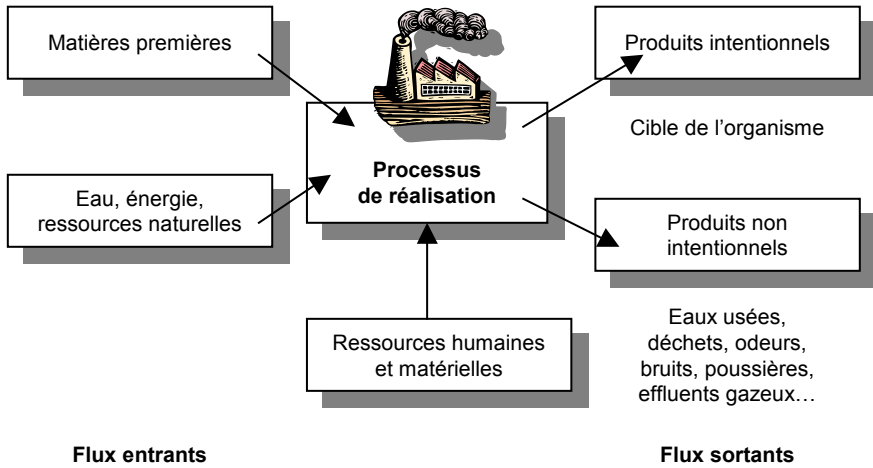 Matières premières
Produits intentionnels
Cible de l’organisme
Processus
de réalisation
Eau, énergie,
ressources naturelles
Produits non
intentionnels
Ressources humaines
et matérielles
Eaux usées,
déchets, odeurs,
bruits, poussières,
effluents gazeux…
Flux entrants
Flux sortants